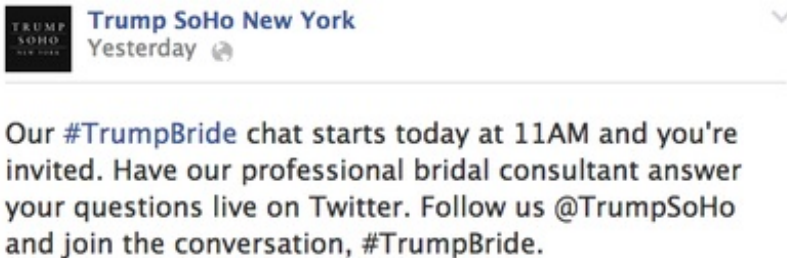 TRUMP
SOHO
NEW YORK
Trump SoHo New York
Yesterday
Our #TrumpBride chat starts today at 11AM and you're
invited. Have our professional bridal consultant answer
your questions live on Twitter. Follow us @TrumpSoHo
and join the conversation, #TrumpBride.